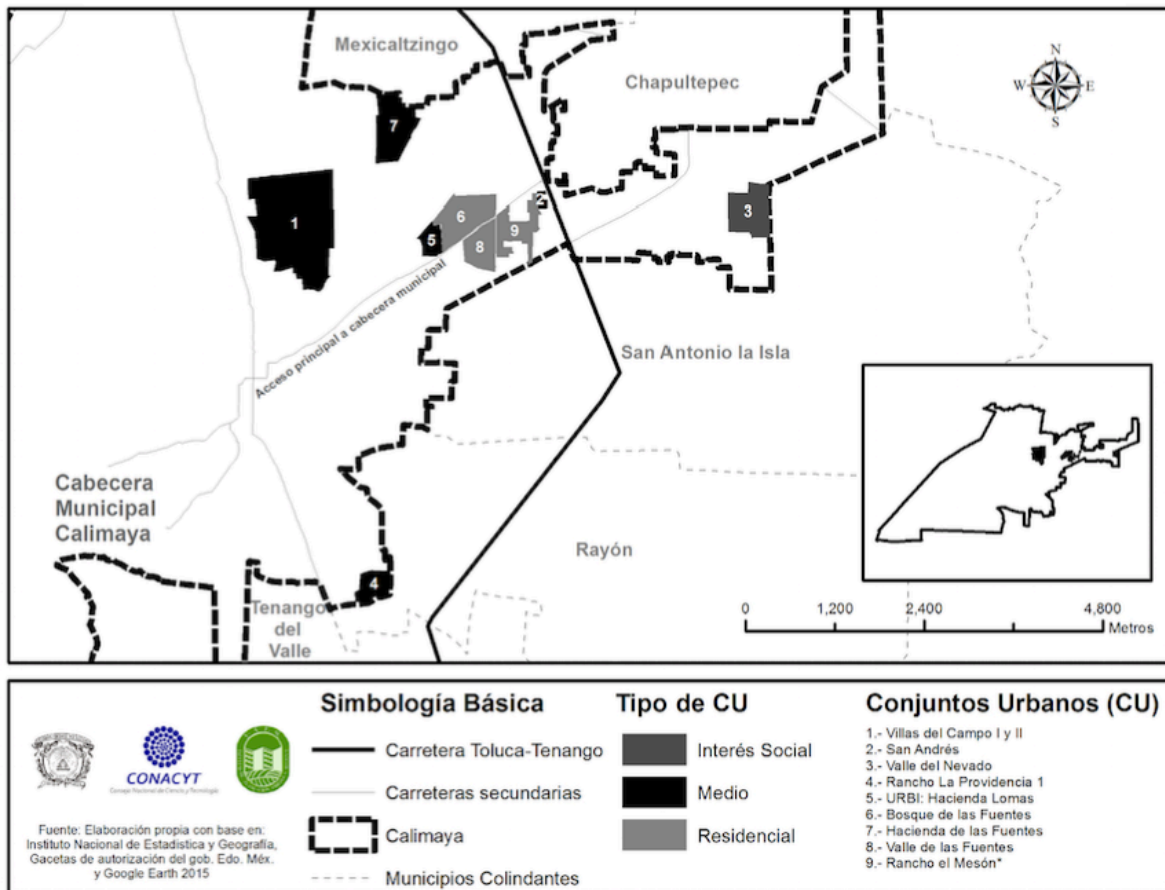 Mexicaltzingo
Chapultepec
N
W E
S
7
1
6
2
3
5
8
9
Acceso principal a cabecera municipal
San Antonio la Isla
Cabecera
Municipal
Calimaya
Rayón
4
Tenango
del
Valle
0 1,200 2,400 4,800
Metros
Simbología Básica
Carretera Toluca-Tenango
Carreteras secundarias
Calimaya
Municipios Colindantes
Tipo de CU
Interés Social
Medio
Residencial
Conjuntos Urbanos (CU)
1.- Villas del Campo I y II
2.- San Andrés
3.- Valle del Nevado
4.- Rancho La Providencia 1
5.- URBI: Hacienda Lomas
6.- Bosque de las Fuentes
7.- Hacienda de las Fuentes
8.- Valle de las Fuentes
9.- Rancho el Mesón*
CONACYT
Consejo Nacional de Ciencia y Tecnología
Fuente: Elaboración propia con base en:
Instituto Nacional de Estadística y Geografía,
Gacetas de autorización del gob. Edo. Méx.
y Google Earth 2015